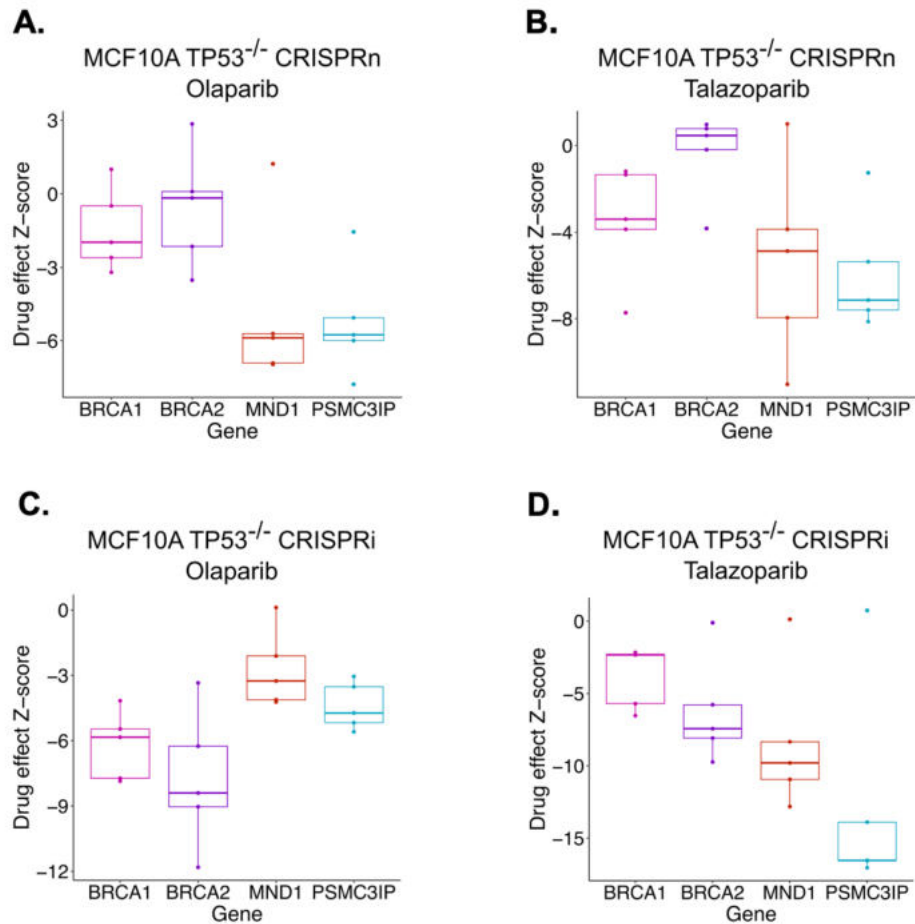 A.
MCF10A TP53-/- CRISPRn
Olaparib
Drug effect Z-score
3
0
-3
-6
BRCA1 BRCA2 MND1 PSMC3IP
Gene
B.
MCF10A TP53-/- CRISPRn
Talazoparib
Drug effect Z-score
0
-4
-8
BRCA1 BRCA2 MND1 PSMC3IP
Gene
C.
MCF10A TP53-/- CRISPRi
Olaparib
Drug effect Z-score
0
-3
-6
-9
-12
BRCA1 BRCA2 MND1 PSMC3IP
Gene
D.
MCF10A TP53-/- CRISPRi
Talazoparib
Drug effect Z-score
0
-5
-10
-15
BRCA1 BRCA2 MND1 PSMC3IP
Gene